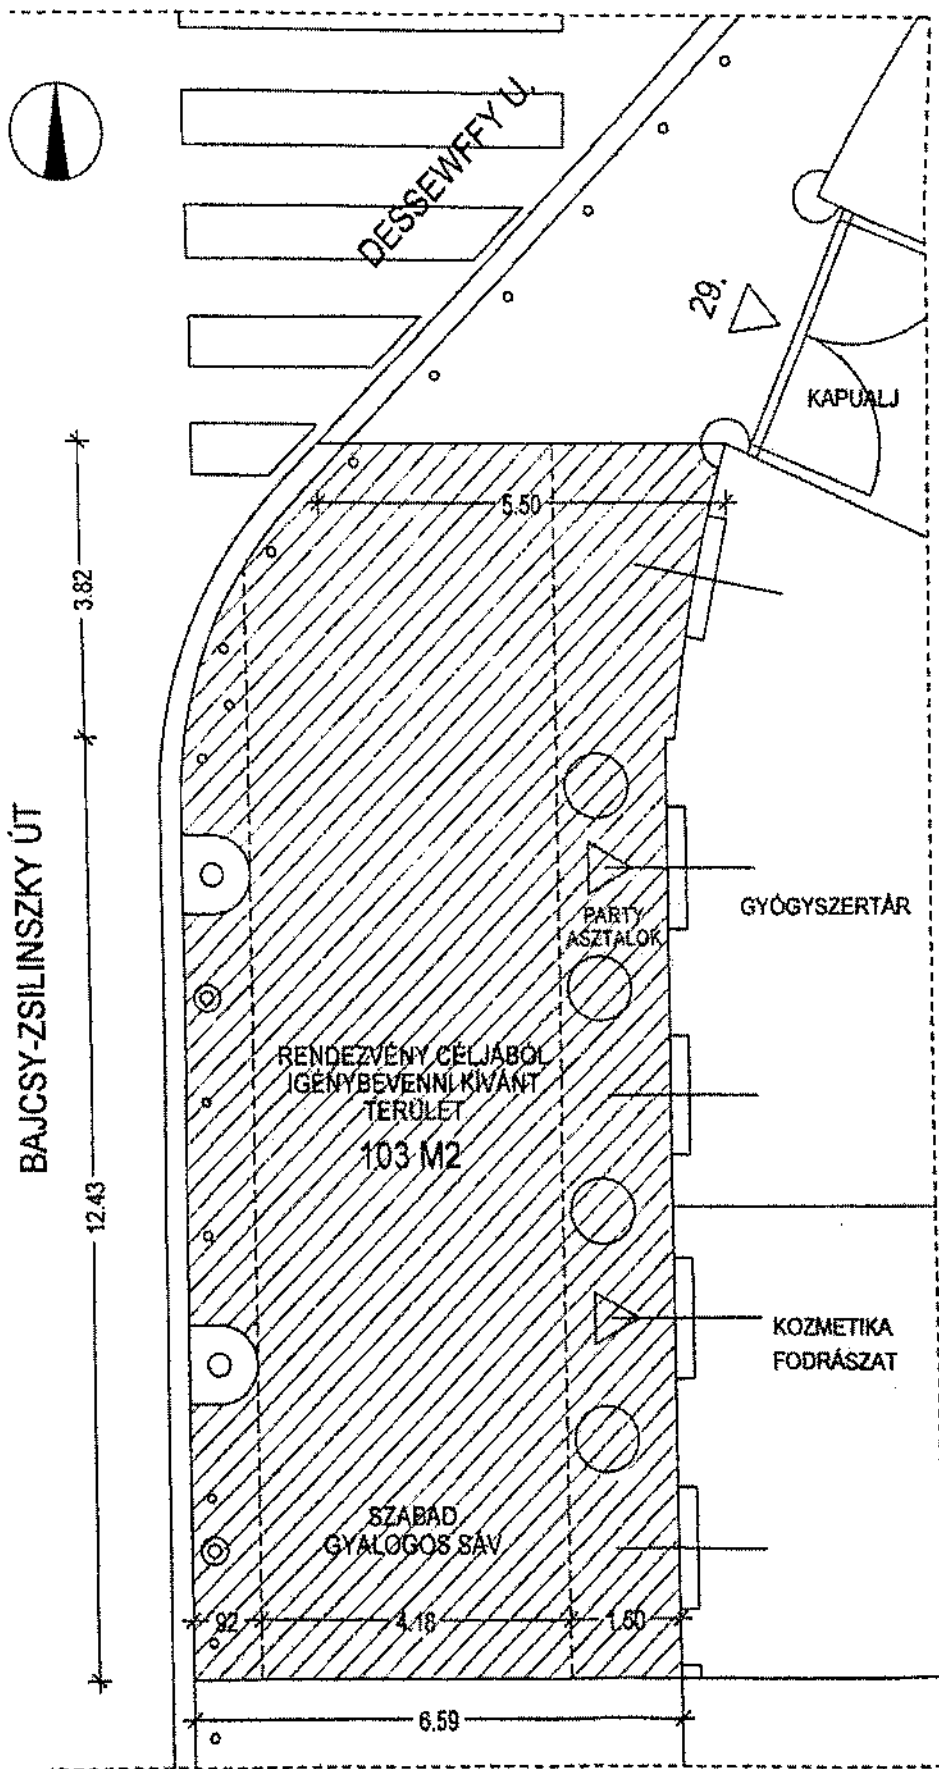 DESSEWFFY U.
29.
KAPUALJ
5.50
3.82
BAJCSY-ZSILINSZKY ÚT
GYÓGYSZERTÁR
PARTY
ASZTALOK
RENDEZVÉNY CÉLJÁBÓL
IGÉNYBEVENNI KÍVÁNT
TERÜLET
103 M2
12.43
KOZMETIKA
FODRÁSZAT
SZABAD
GYALOGOS SÁV
92
4.18
1.50
6.59